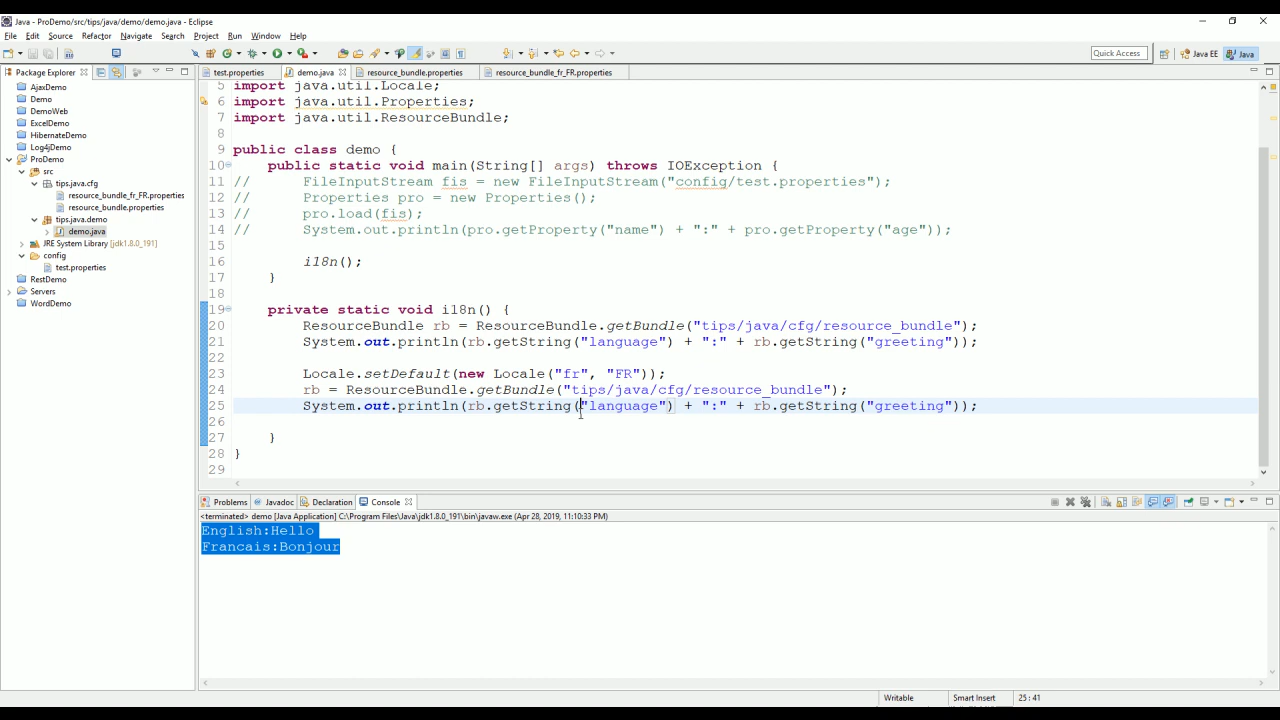 Java - ProDemo/src/tips/java/demo/demo.java - Eclipse
File Edit Source Refactor Navigate Search Project Run Window Help
Quick Access Java EE Java
Package Explorer
AjaxDemo
Demo
DemoWeb
ExcelDemo
HibernateDemo
Log4jDemo
ProDemo
src
tips.java.cfg
resource_bundle_fr_FR.properties
resource_bundle.properties
tips.java.demo
demo.java
JRE System Library [jdk1.8.0_191]
config
test.properties
RestDemo
Servers
WordDemo
test.properties demo.java resource_bundle.properties resource_bundle_fr_FR.properties
5 import java.util.Locale;
6 import java.util.Properties;
7 import java.util.ResourceBundle;
8
9 public class demo {
10 public static void main(String[] args) throws IOException {
11 // FileInputStream fis = new FileInputStream("config/test.properties");
12 // Properties pro = new Properties();
13 // pro.load(fis);
14 // System.out.println(pro.getProperty("name") + ":" + pro.getProperty("age"));
15
16 i18n();
17 }
18
19 private static void i18n() {
20 ResourceBundle rb = ResourceBundle.getBundle("tips/java/cfg/resource_bundle");
21 System.out.println(rb.getString("language") + ":" + rb.getString("greeting"));
22
23 Locale.setDefault(new Locale("fr", "FR"));
24 rb = ResourceBundle.getBundle("tips/java/cfg/resource_bundle");
25 System.out.println(rb.getString("language") + ":" + rb.getString("greeting"));
26
27 }
28 }
29
Problems Javadoc Declaration Console
<terminated> demo [Java Application] C:\Program Files\Java\jdk1.8.0_191\bin\javaw.exe (Apr 28, 2019, 11:10:33 PM)
English:Hello
Francais:Bonjour
Writable Smart Insert 25 : 41